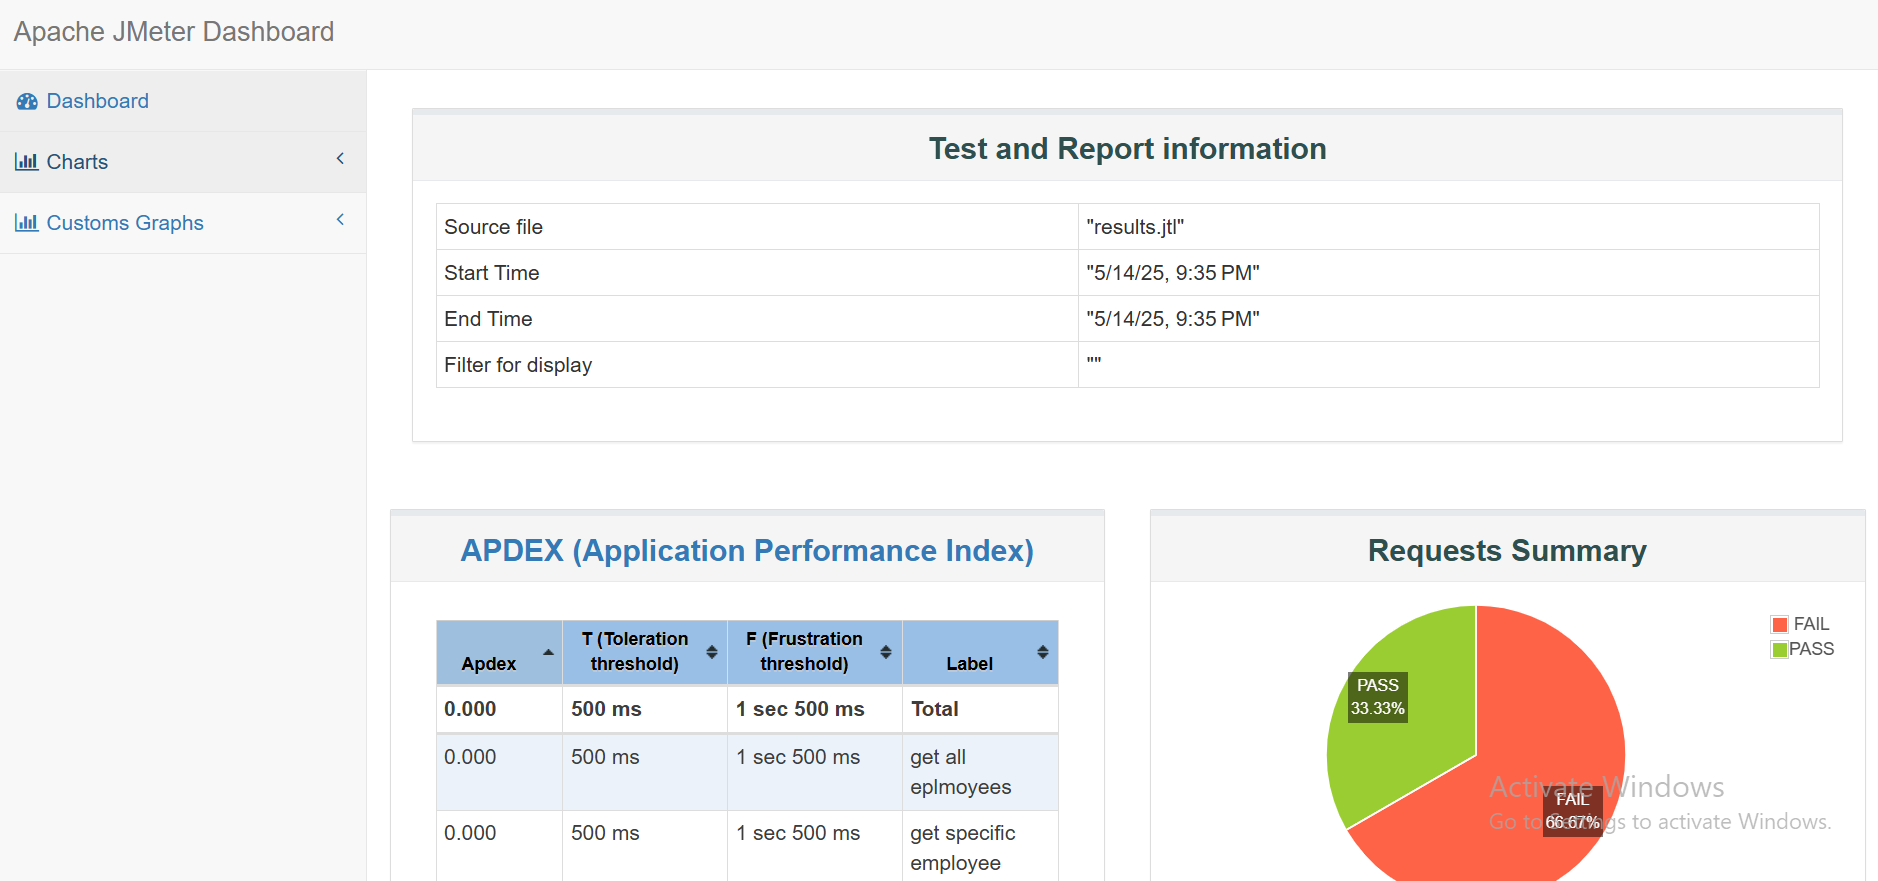 Apache JMeter Dashboard
Dashboard
Charts
Customs Graphs
Test and Report information
Source file "results.jtl"
Start Time "5/14/25, 9:35 PM"
End Time "5/14/25, 9:35 PM"
Filter for display ""
APDEX (Application Performance Index)
Apdex T (Toleration threshold) F (Frustration threshold) Label
0.000 500 ms 1 sec 500 ms Total
0.000 500 ms 1 sec 500 ms get all eplmoyees
0.000 500 ms 1 sec 500 ms get specific employee
Requests Summary
FAIL
PASS
PASS
33.33%
FAIL
66.67%
Activate Windows
Go to Settings to activate Windows.